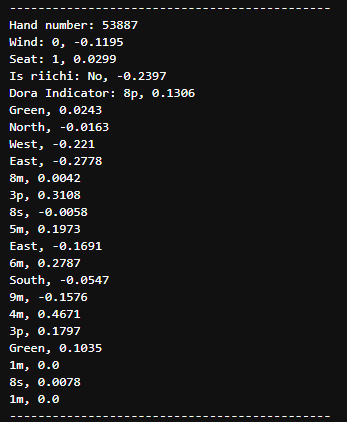 ----------------------------------------------
Hand number: 53887
Wind: 0, -0.1195
Seat: 1, 0.0299
Is riichi: No, -0.2397
Dora Indicator: 8p, 0.1306
Green, 0.0243
North, -0.0163
West, -0.221
East, -0.2778
8m, 0.0042
3p, 0.3108
8s, -0.0058
5m, 0.1973
East, -0.1691
6m, 0.2787
South, -0.0547
9m, -0.1576
4m, 0.4671
3p, 0.1797
Green, 0.1035
1m, 0.0
8s, 0.0078
1m, 0.0
----------------------------------------------